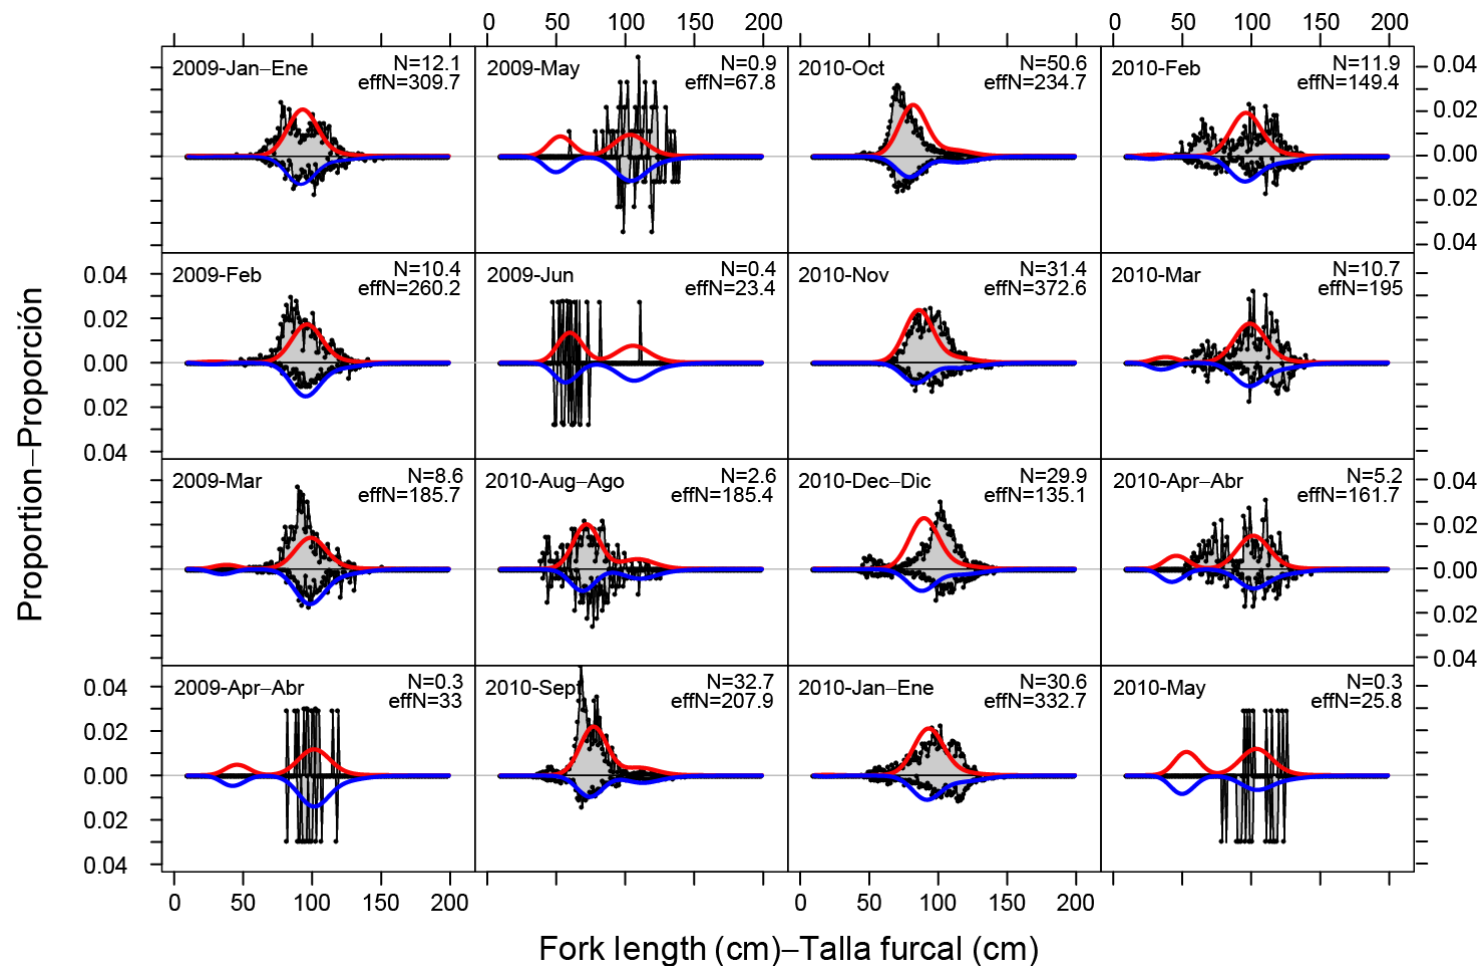 0 50 100 150 200 0 50 100 150 200
2009-Jan–Ene N=12.1
effN=309.7
2009-May N=0.9
effN=67.8
2010-Oct N=50.6
effN=234.7
2010-Feb N=11.9
effN=149.4
0.04
0.02
0.00
0.02
0.04
0.04
0.02
0.00
0.02
0.04
2009-Feb N=10.4
effN=260.2
2009-Jun N=0.4
effN=23.4
2010-Nov N=31.4
effN=372.6
2010-Mar N=10.7
effN=195
2009-Mar N=8.6
effN=185.7
2010-Aug–Ago N=2.6
effN=185.4
2010-Dec–Dic N=29.9
effN=135.1
2010-Apr–Abr N=5.2
effN=161.7
0.04
0.02
0.00
0.02
0.04
0.04
0.02
0.00
0.02
0.04
2009-Apr–Abr N=0.3
effN=33
2010-Sep N=32.7
effN=207.9
2010-Jan–Ene N=30.6
effN=332.7
2010-May N=0.3
effN=25.8
0 50 100 150 200 0 50 100 150 200
Proportion–Proporción
Fork length (cm)–Talla furcal (cm)